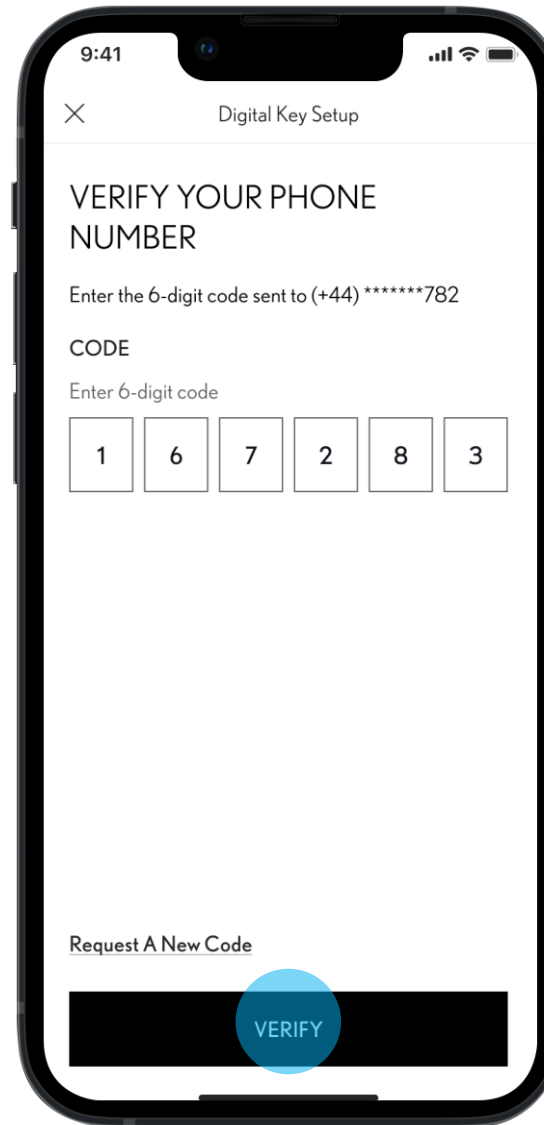 9:41
Digital Key Setup
VERIFY YOUR PHONE
NUMBER
Enter the 6-digit code sent to (+44) *******782
CODE
Enter 6-digit code
1 6 7 2 8 3
Request A New Code
VERIFY